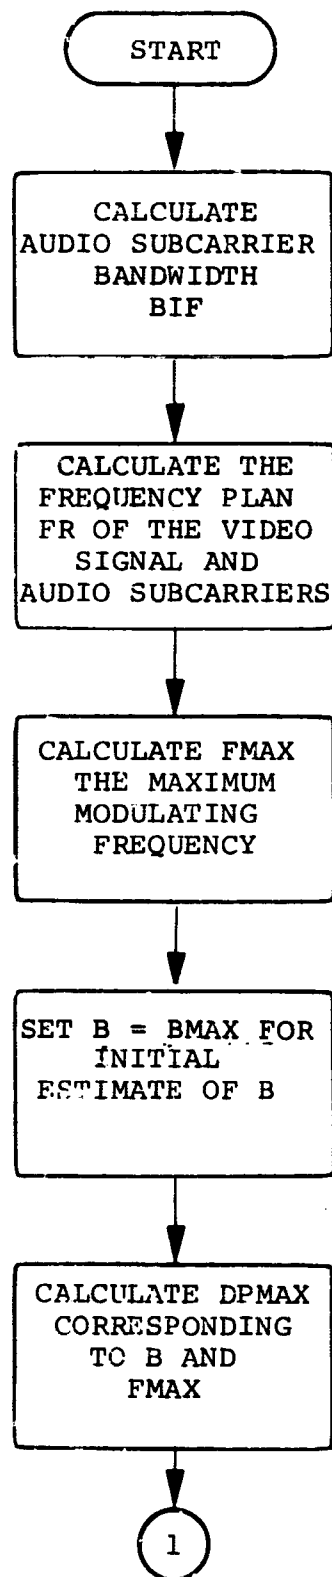 START
CALCULATE
AUDIO SUBCARRIER
BANDWIDTH
BIF
CALCULATE THE
FREQUENCY PLAN
FR OF THE VIDEO
SIGNAL AND
AUDIO SUBCARRIERS
CALCULATE FMAX
THE MAXIMUM
MODULATING
FREQUENCY
SET B = BMAX FOR
INITIAL
ESTIMATE OF B
CALCULATE DPMAX
CORRESPONDING
TO B AND
FMAX
1